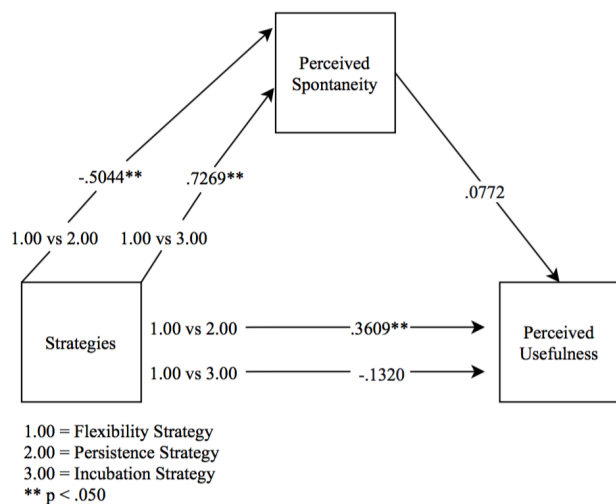 Perceived
Spontaneity
-.5044**
.7269**
.0772
1.00 vs 2.00
1.00 vs 3.00
Strategies
1.00 vs 2.00
.3609**
1.00 vs 3.00
-.1320
Perceived
Usefulness
1.00 = Flexibility Strategy
2.00 = Persistence Strategy
3.00 = Incubation Strategy
** p < .050